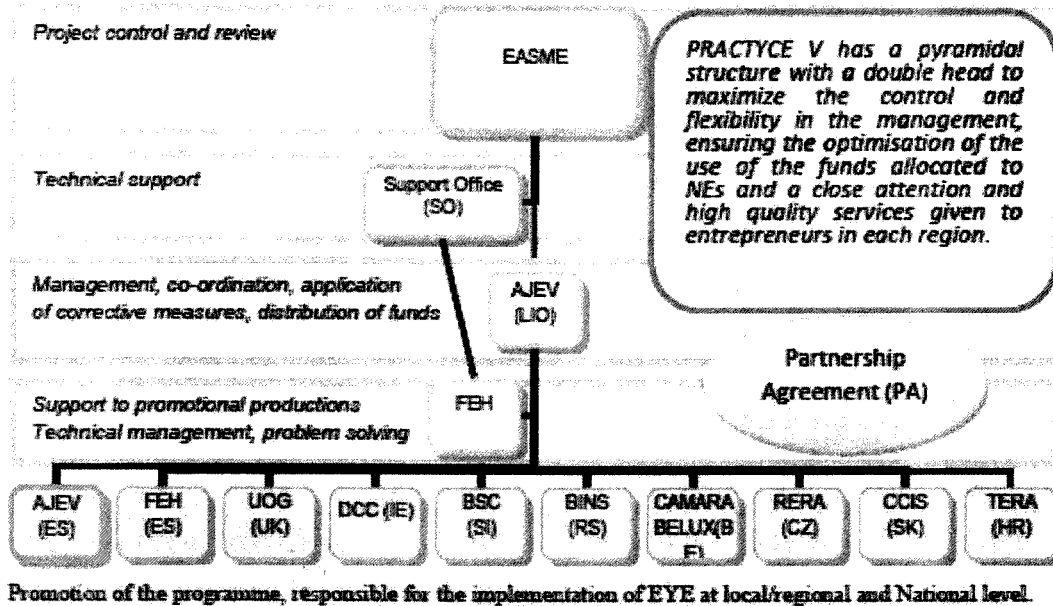 Project control and review
EASME
PRACTYCE V has a pyramidal
structure with a double head to
maximize the control and
flexibility in the management,
ensuring the optimisation of the
use of the funds allocated to
NEs and a close attention and
high quality services given to
entrepreneurs in each region.
Technical support
Support Office
(SO)
Management, co-ordination, application
of corrective measures, distribution of funds
AJEV
(LIO)
Partnership
Agreement (PA)
Support to promotional productions
Technical management, problem solving
FEH
AJEV
(ES)
FEH
(ES)
UOG
(UK)
DCC (IE)
BSC
(SI)
BINS
(RS)
CAMARA
BELUX(B
E)
RERA
(CZ)
CCIS
(SK)
TERA
(HR)
Promotion of the programme, responsible for the implementation of EYE at local/regional and National level.